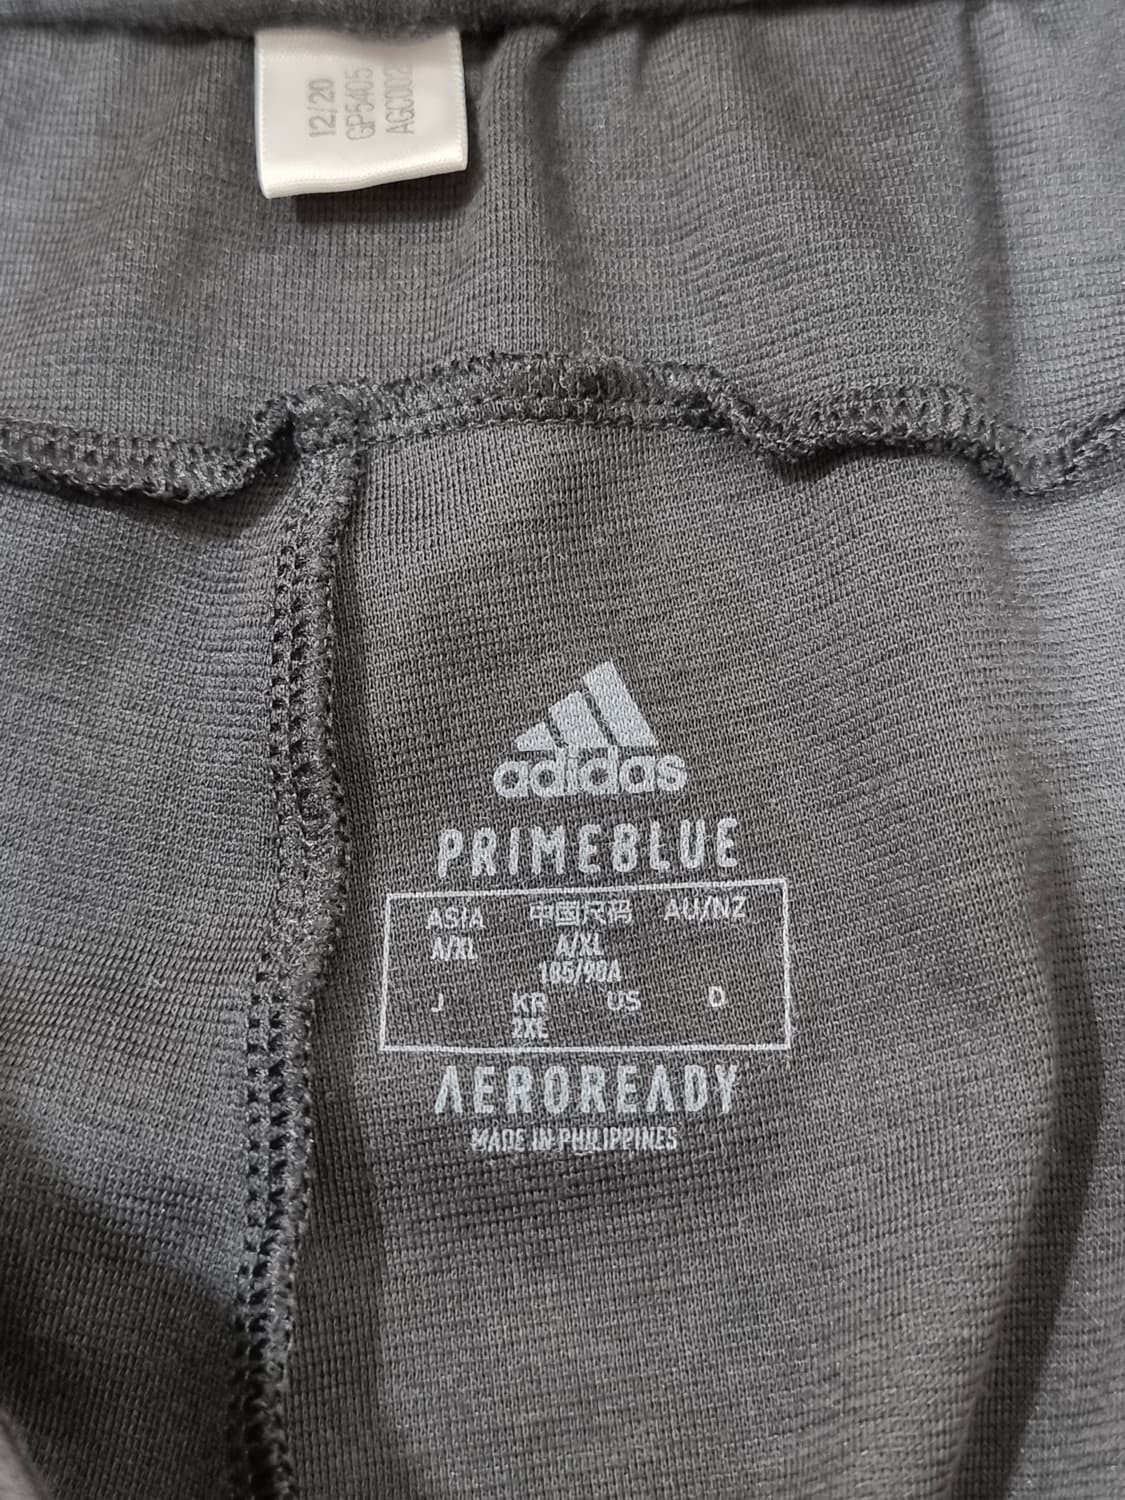 12/20
GP5405
AGC002
adidas
PRIMEBLUE
ASIA 中国尺码 AU/NZ
A/XL A/XL
185/90A
J KR US D
2XL
AEROREADY
MADE IN PHILIPPINES